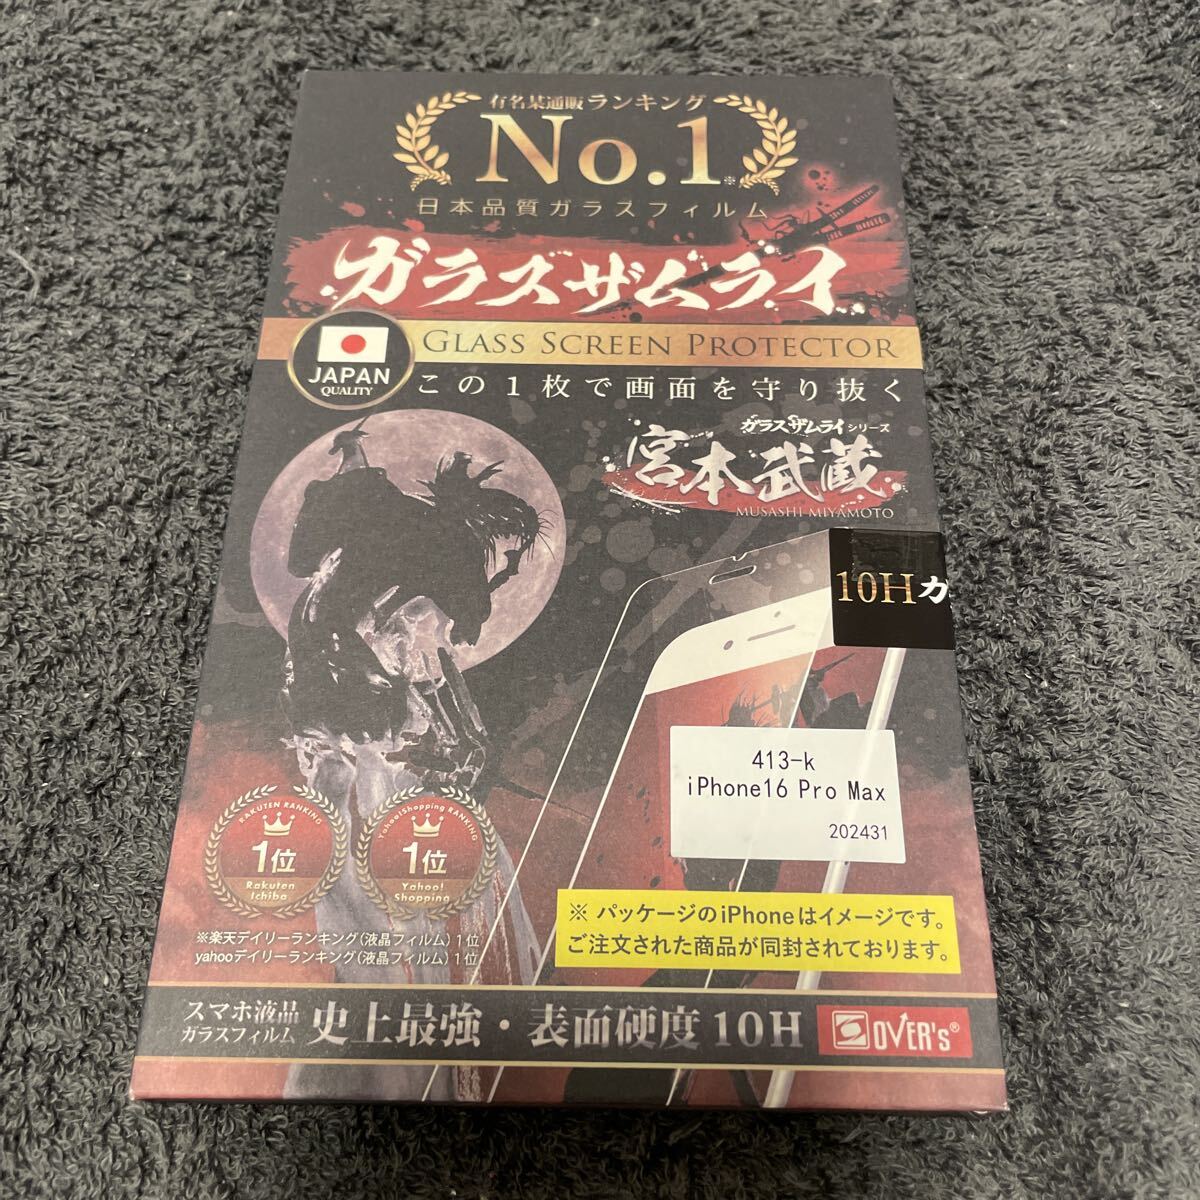 有名某通販ランキング
No.1※
日本品質ガラスフィルム
ガラスザムライ
JAPAN
QUALITY
GLASS SCREEN PROTECTOR
この1枚で画面を守り抜く
ガラスザムライシリーズ
宮本武蔵
MUSASHI MIYAMOTO
10Hガ
413-k
iPhone16 Pro Max
202431
RAKUTEN RANKING
1位
Rakuten
Ichiba
Yahoo!Shopping RANKING
1位
Yahoo!
Shopping
※楽天デイリーランキング(液晶フィルム)1位
yahooデイリーランキング(液晶フィルム)1位
※ パッケージのiPhoneはイメージです。
ご注文された商品が同封されております。
スマホ液晶
ガラスフィルム
史上最強・表面硬度10H
OVER's®